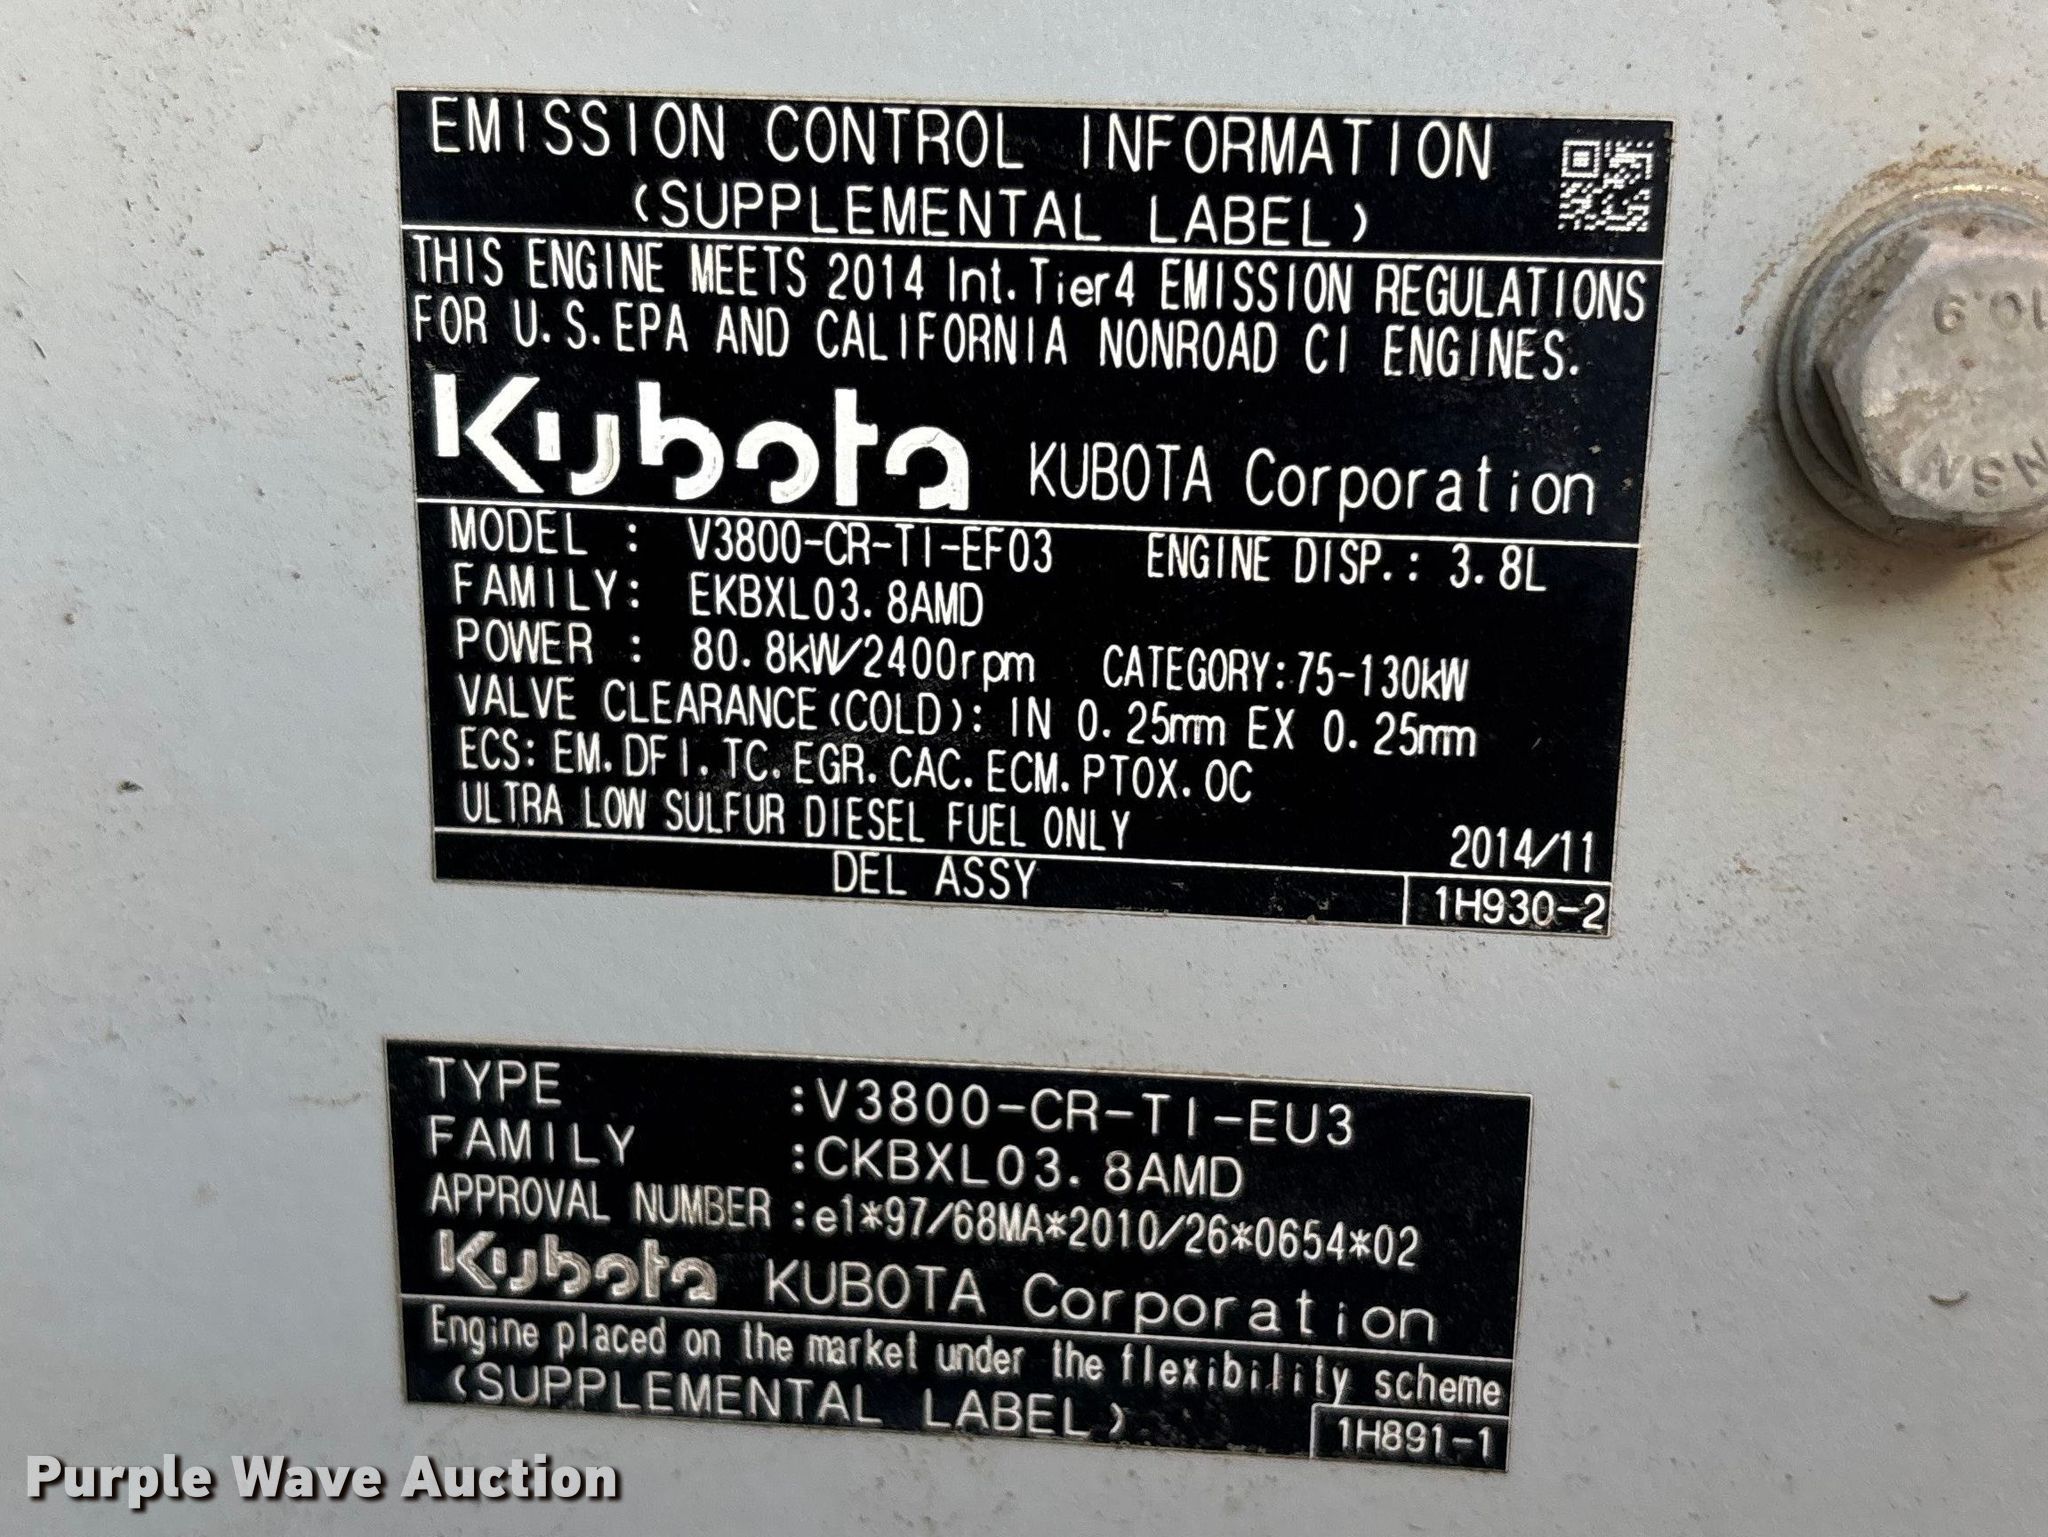 EMISSION CONTROL INFORMATION
(SUPPLEMENTAL LABEL)
THIS ENGINE MEETS 2014 Int.Tier4 EMISSION REGULATIONS
FOR U.S.EPA AND CALIFORNIA NONROAD CI ENGINES.
Kubota KUBOTA Corporation
MODEL : V3800-CR-TI-EF03 ENGINE DISP.: 3.8L
FAMILY: EKBXL03.8AMD
POWER : 80.8kW/2400rpm CATEGORY:75-130kW
VALVE CLEARANCE(COLD): IN 0.25mm EX 0.25mm
ECS: EM.DFI.TC.EGR.CAC.ECM.PTOX.OC
ULTRA LOW SULFUR DIESEL FUEL ONLY 2014/11
DEL ASSY 1H930-2
10.9
NSM
TYPE :V3800-CR-TI-EU3
FAMILY :CKBXL03.8AMD
APPROVAL NUMBER :e1*97/68MA*2010/26*0654*02
Kubota KUBOTA Corporation
Engine placed on the market under the flexibility scheme
(SUPPLEMENTAL LABEL) 1H891-1
Purple Wave Auction